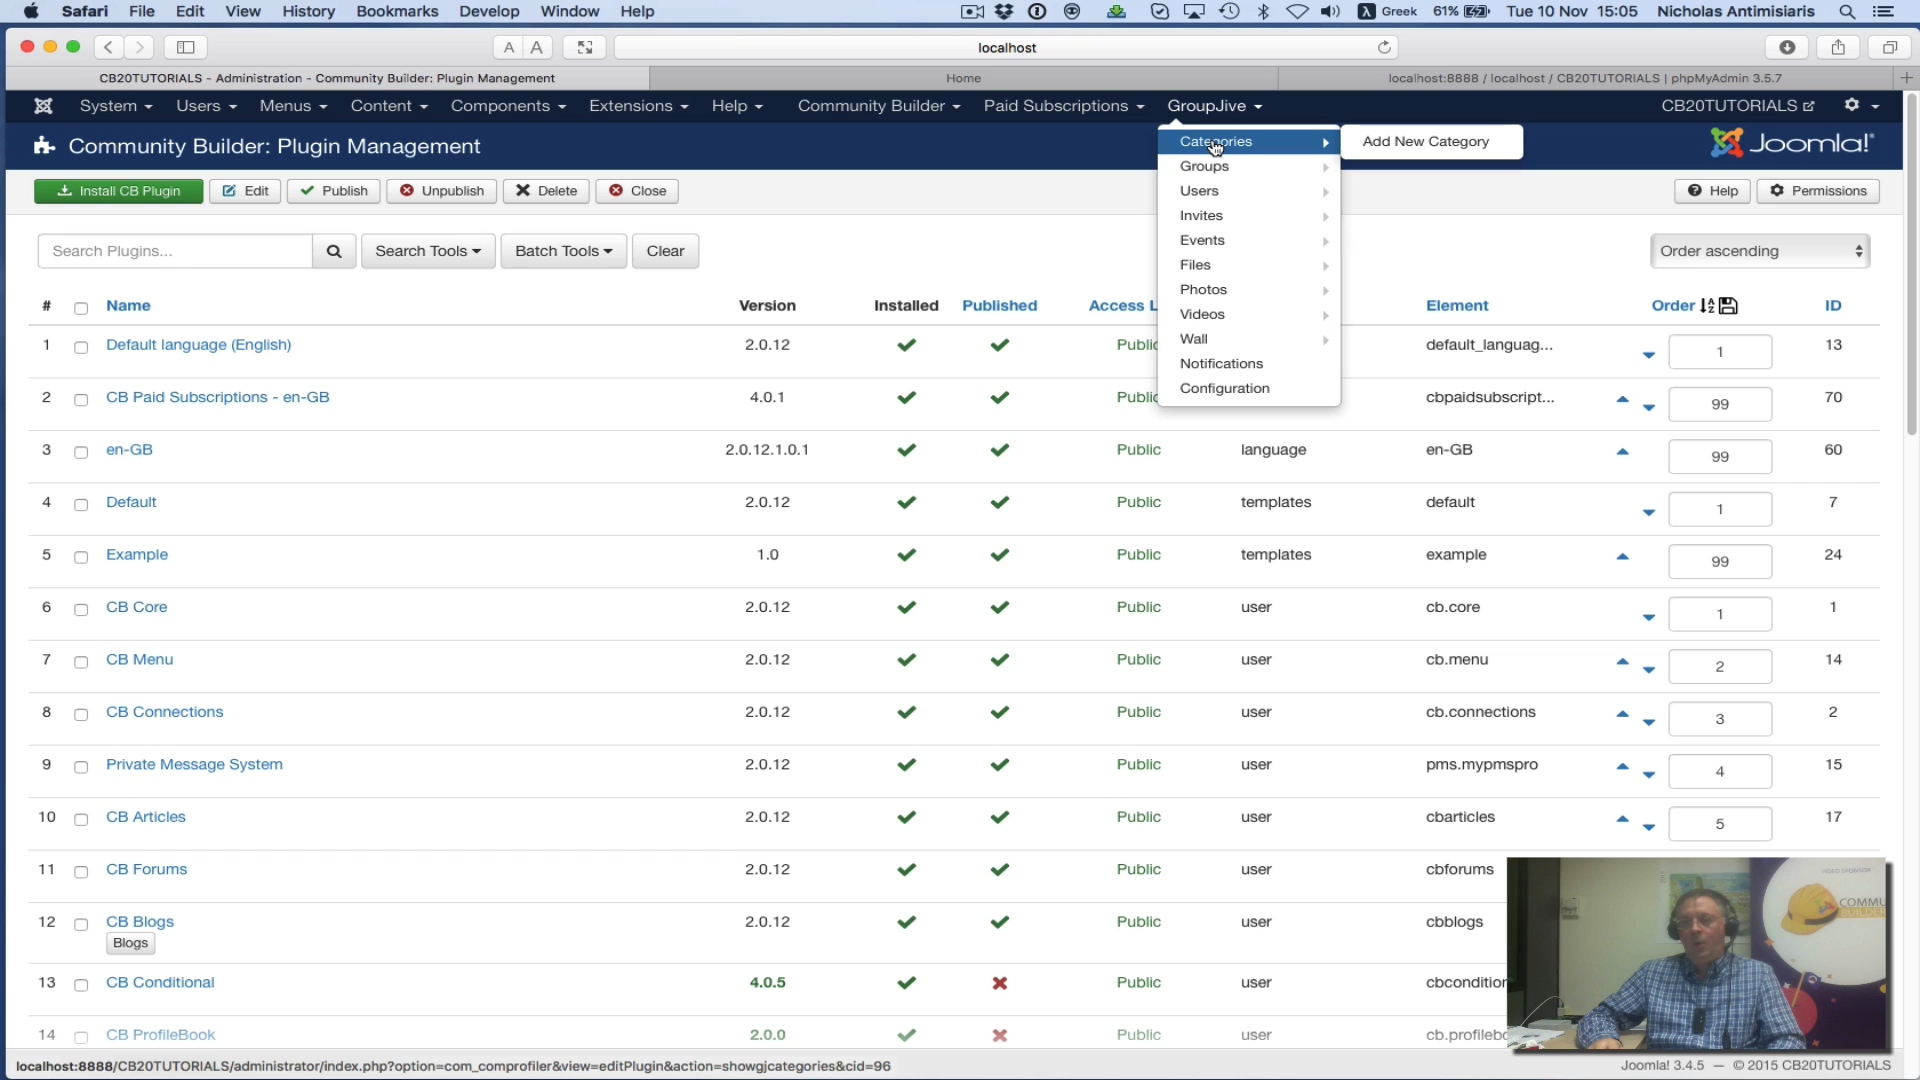 Safari File Edit View History Bookmarks Develop Window Help Greek 61% Tue 10 Nov 15:05 Nicholas Antimisiaris
A A localhost
CB20TUTORIALS - Administration - Community Builder: Plugin Management Home localhost:8888 / localhost / CB20TUTORIALS | phpMyAdmin 3.5.7
System Users Menus Content Components Extensions Help Community Builder Paid Subscriptions GroupJive CB20TUTORIALS
Community Builder: Plugin Management Categories Add New Category Joomla!®
Groups
Install CB Plugin Edit Publish Unpublish Delete Close Users Help Permissions
Invites
Events
Search Plugins... Search Tools Batch Tools Clear Order ascending
Files
Photos
# Name Version Installed Published Access L Element Order ID
Videos
Wall
1 Default language (English) 2.0.12 Public default_languag... 1 13
Notifications
Configuration
2 CB Paid Subscriptions - en-GB 4.0.1 Public cbpaidsubscript... 99 70
3 en-GB 2.0.12.1.0.1 Public language en-GB 99 60
4 Default 2.0.12 Public templates default 1 7
5 Example 1.0 Public templates example 99 24
6 CB Core 2.0.12 Public user cb.core 1 1
7 CB Menu 2.0.12 Public user cb.menu 2 14
8 CB Connections 2.0.12 Public user cb.connections 3 2
9 Private Message System 2.0.12 Public user pms.mypmspro 4 15
10 CB Articles 2.0.12 Public user cbarticles 5 17
11 CB Forums 2.0.12 Public user cbforums
VIDEO SPONSOR
COMMU
BUILDER
12 CB Blogs 2.0.12 Public user cbblogs
Blogs
13 CB Conditional 4.0.5 Public user cbcondition
14 CB ProfileBook 2.0.0 Public user cb.profilebo
localhost:8888/CB20TUTORIALS/administrator/index.php?option=com_comprofiler&view=editPlugin&action=showgjcategories&cid=96 Joomla! 3.4.5 — © 2015 CB20TUTORIALS